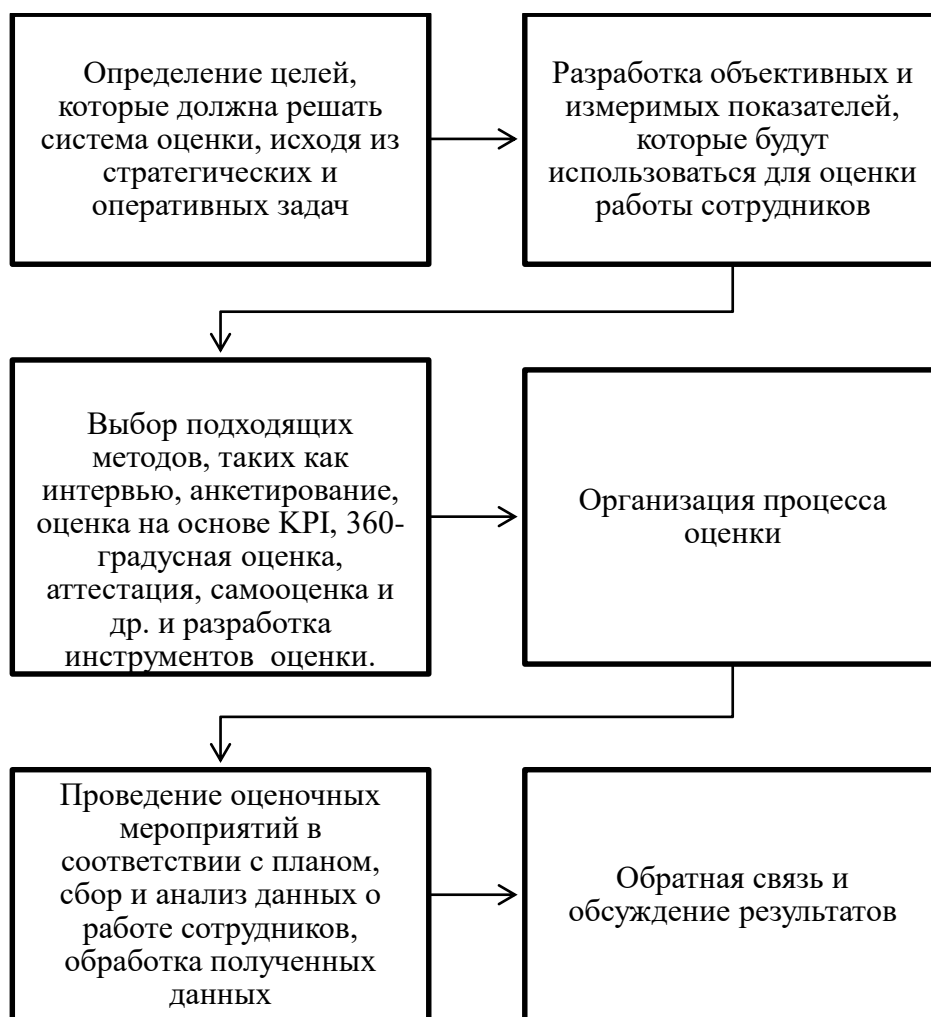 Определение целей,
которые должна решать
система оценки, исходя из
стратегических и
оперативных задач
Разработка объективных и
измеримых показателей,
которые будут
использоваться для оценки
работы сотрудников
Выбор подходящих
методов, таких как
интервью, анкетирование,
оценка на основе KPI, 360-
градусная оценка,
аттестация, самооценка и
др. и разработка
инструментов  оценки.
Организация процесса
оценки
Проведение оценочных
мероприятий в
соответствии с планом,
сбор и анализ данных о
работе сотрудников,
обработка полученных
данных
Обратная связь и
обсуждение результатов